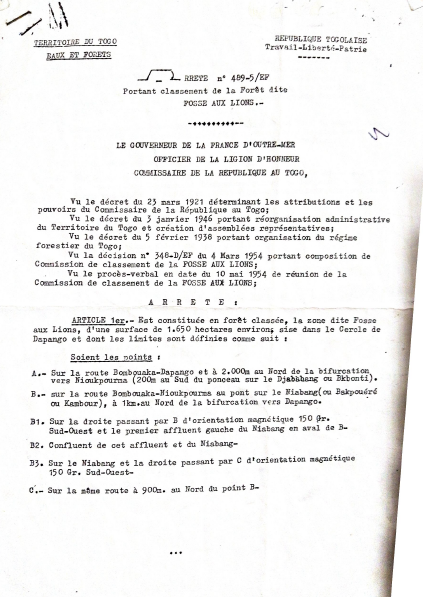 TERRITOIRE DU TOGO
EAUX ET FORETS
REPUBLIQUE TOGOLAISE
Travail-Liberté-Patrie
-------
RRETE n° 489-5/EF
Portant classement de la Forêt dite
FOSSE AUX LIONS.-
LE GOUVERNEUR DE LA FRANCE D'OUTRE-MER
OFFICIER DE LA LIGION D'HONNEUR
COMMISSAIRE DE LA REPUBLIQUE AU TOGO,
Vu le décret du 23 mars 1921 déterminant les attributions et les
pouvoirs du Commissaire de la République au Togo;
Vu le décret du 3 janvier 1946 portant réorganisation administrative
du Territoire du Togo et création d'assemblées représentatives;
Vu le décret du 5 février 1938 portant organisation du régime
forestier du Togo;
Vu la décision n° 348-D/EF du 4 Mars 1954 portant composition de
Commission de classement de la FOSSE AUX LIONS;
Vu le procès-verbal en date du 10 mai 1954 de réunion de la
Commission de classement de la FOSSE AUX LIONS;
A R R E T E :
ARTICLE 1er.- Est constituée en forêt classée, la zone dite Fosse
aux Lions, d'une surface de 1.650 hectares environ; sise dans le Cercle de
Dapango et dont les limites sont définies comme suit :
Soient les points :
A.- Sur la route Bombouaka-Dapango et à 2.000m au Nord de la bifurcation
vers Nioukpourma (200m au Sud du ponceau sur le Djabàbang ou Bkbonti).
B.- sur la route Bombouaka-Nioukpourma au pont sur le Niabang(ou Bakpouéré
ou Kambour), à 1km.au Nord de la bifurcation vers Dapango.
B1. Sur la droite passant par B d'orientation magnétique 150 Gr.
Sud-Ouest et le premier affluent gauche du Niabang en aval de B-
B2. Confluent de cet affluent et du Niabang-
B3. Sur le Niabang et la droite passant par C d'orientation magnétique
150 Gr. Sud-Ouest-
C.- Sur la même route à 900m. au Nord du point B-
...